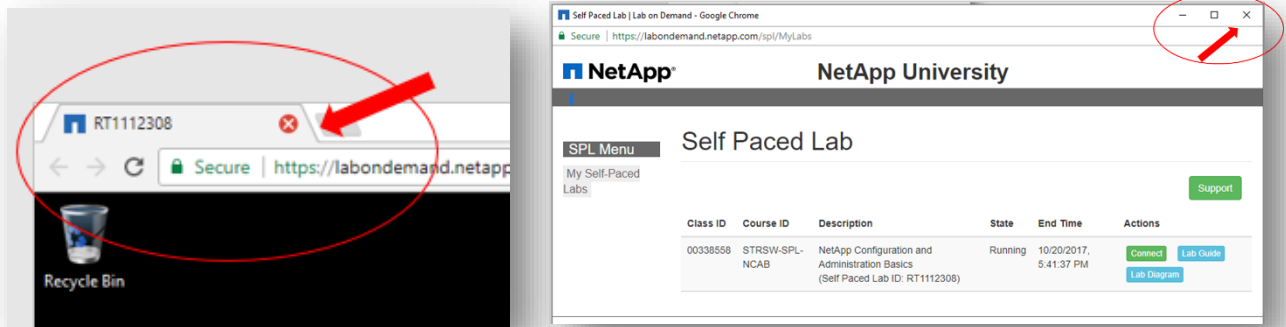 RT1112308
Secure | https://labondemand.netapp
Recycle Bin
Self Paced Lab | Lab on Demand - Google Chrome
Secure | https://labondemand.netapp.com/spl/MyLabs
NetApp®
NetApp University
SPL Menu
My Self-Paced
Labs
Self Paced Lab
Support
Class ID Course ID Description State End Time Actions
00338558 STRSW-SPL- NetApp Configuration and Running 10/20/2017, Connect Lab Guide
NCAB Administration Basics 5:41:37 PM Lab Diagram
(Self Paced Lab ID: RT1112308)